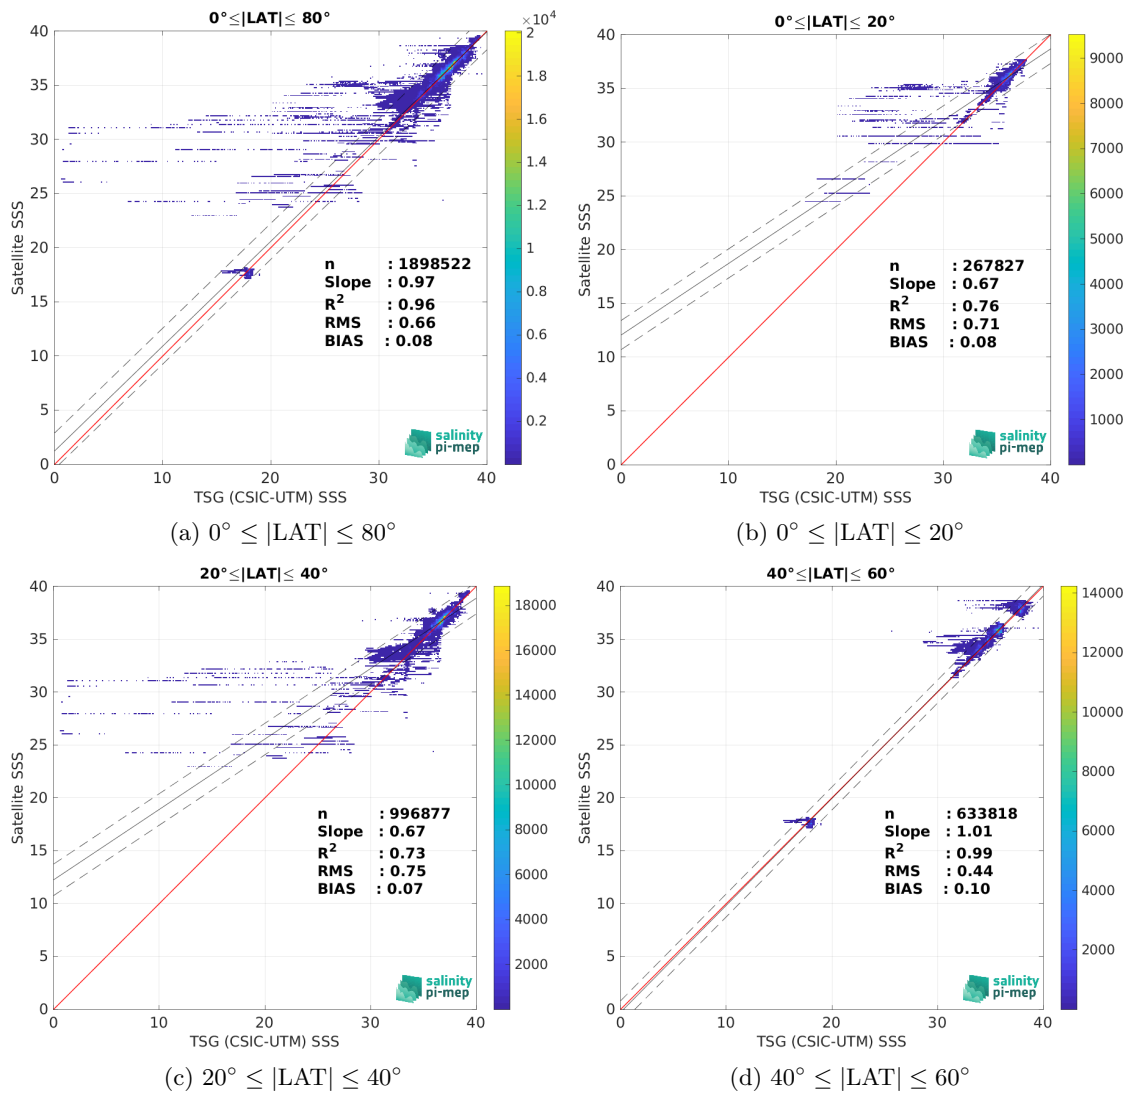 0°≤|LAT|≤ 80°
×10⁴
Satellite SSS
40
35
30
25
20
15
10
5
0
0
10
20
30
40
TSG (CSIC-UTM) SSS
n : 1898522
Slope : 0.97
R² : 0.96
RMS : 0.66
BIAS : 0.08
salinity
pi-mep
2
1.8
1.6
1.4
1.2
1
0.8
0.6
0.4
0.2
(a) 0° ≤ |LAT| ≤ 80°
0°≤|LAT|≤ 20°
Satellite SSS
40
35
30
25
20
15
10
5
0
0
10
20
30
40
TSG (CSIC-UTM) SSS
n : 267827
Slope : 0.67
R² : 0.76
RMS : 0.71
BIAS : 0.08
salinity
pi-mep
9000
8000
7000
6000
5000
4000
3000
2000
1000
(b) 0° ≤ |LAT| ≤ 20°
20°≤|LAT|≤ 40°
Satellite SSS
40
35
30
25
20
15
10
5
0
0
10
20
30
40
TSG (CSIC-UTM) SSS
n : 996877
Slope : 0.67
R² : 0.73
RMS : 0.75
BIAS : 0.07
salinity
pi-mep
18000
16000
14000
12000
10000
8000
6000
4000
2000
(c) 20° ≤ |LAT| ≤ 40°
40°≤|LAT|≤ 60°
Satellite SSS
40
35
30
25
20
15
10
5
0
0
10
20
30
40
TSG (CSIC-UTM) SSS
n : 633818
Slope : 1.01
R² : 0.99
RMS : 0.44
BIAS : 0.10
salinity
pi-mep
14000
12000
10000
8000
6000
4000
2000
(d) 40° ≤ |LAT| ≤ 60°